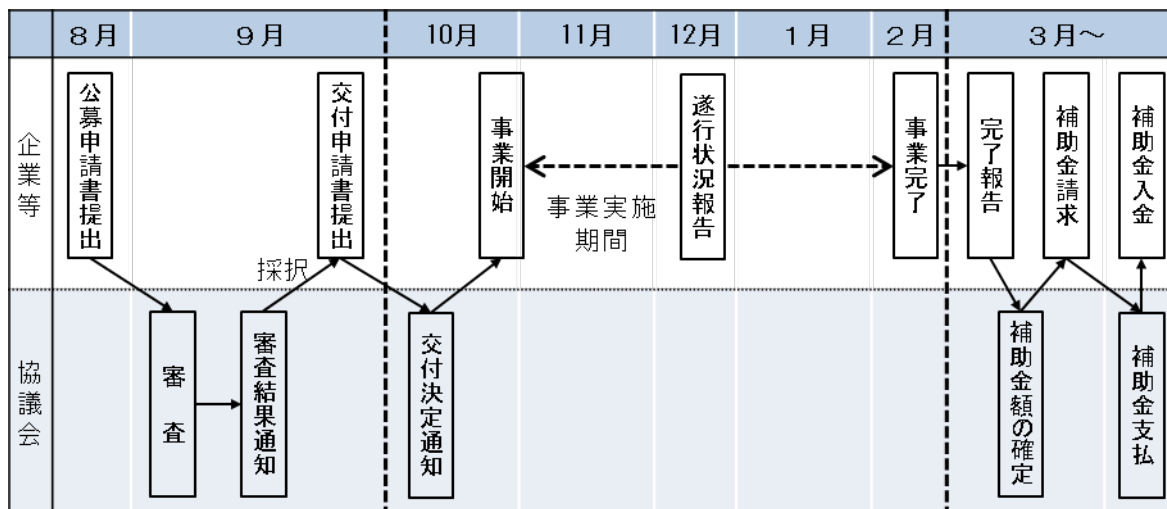 8月
9月
10月
11月
12月
1月
2月
3月~
企業等
公募申請書提出
交付申請書提出
事業開始
遂行状況報告
事業完了
完了報告
補助金請求
補助金入金
事業実施
期間
採択
協議会
審査
審査結果通知
交付決定通知
補助金額の確定
補助金支払